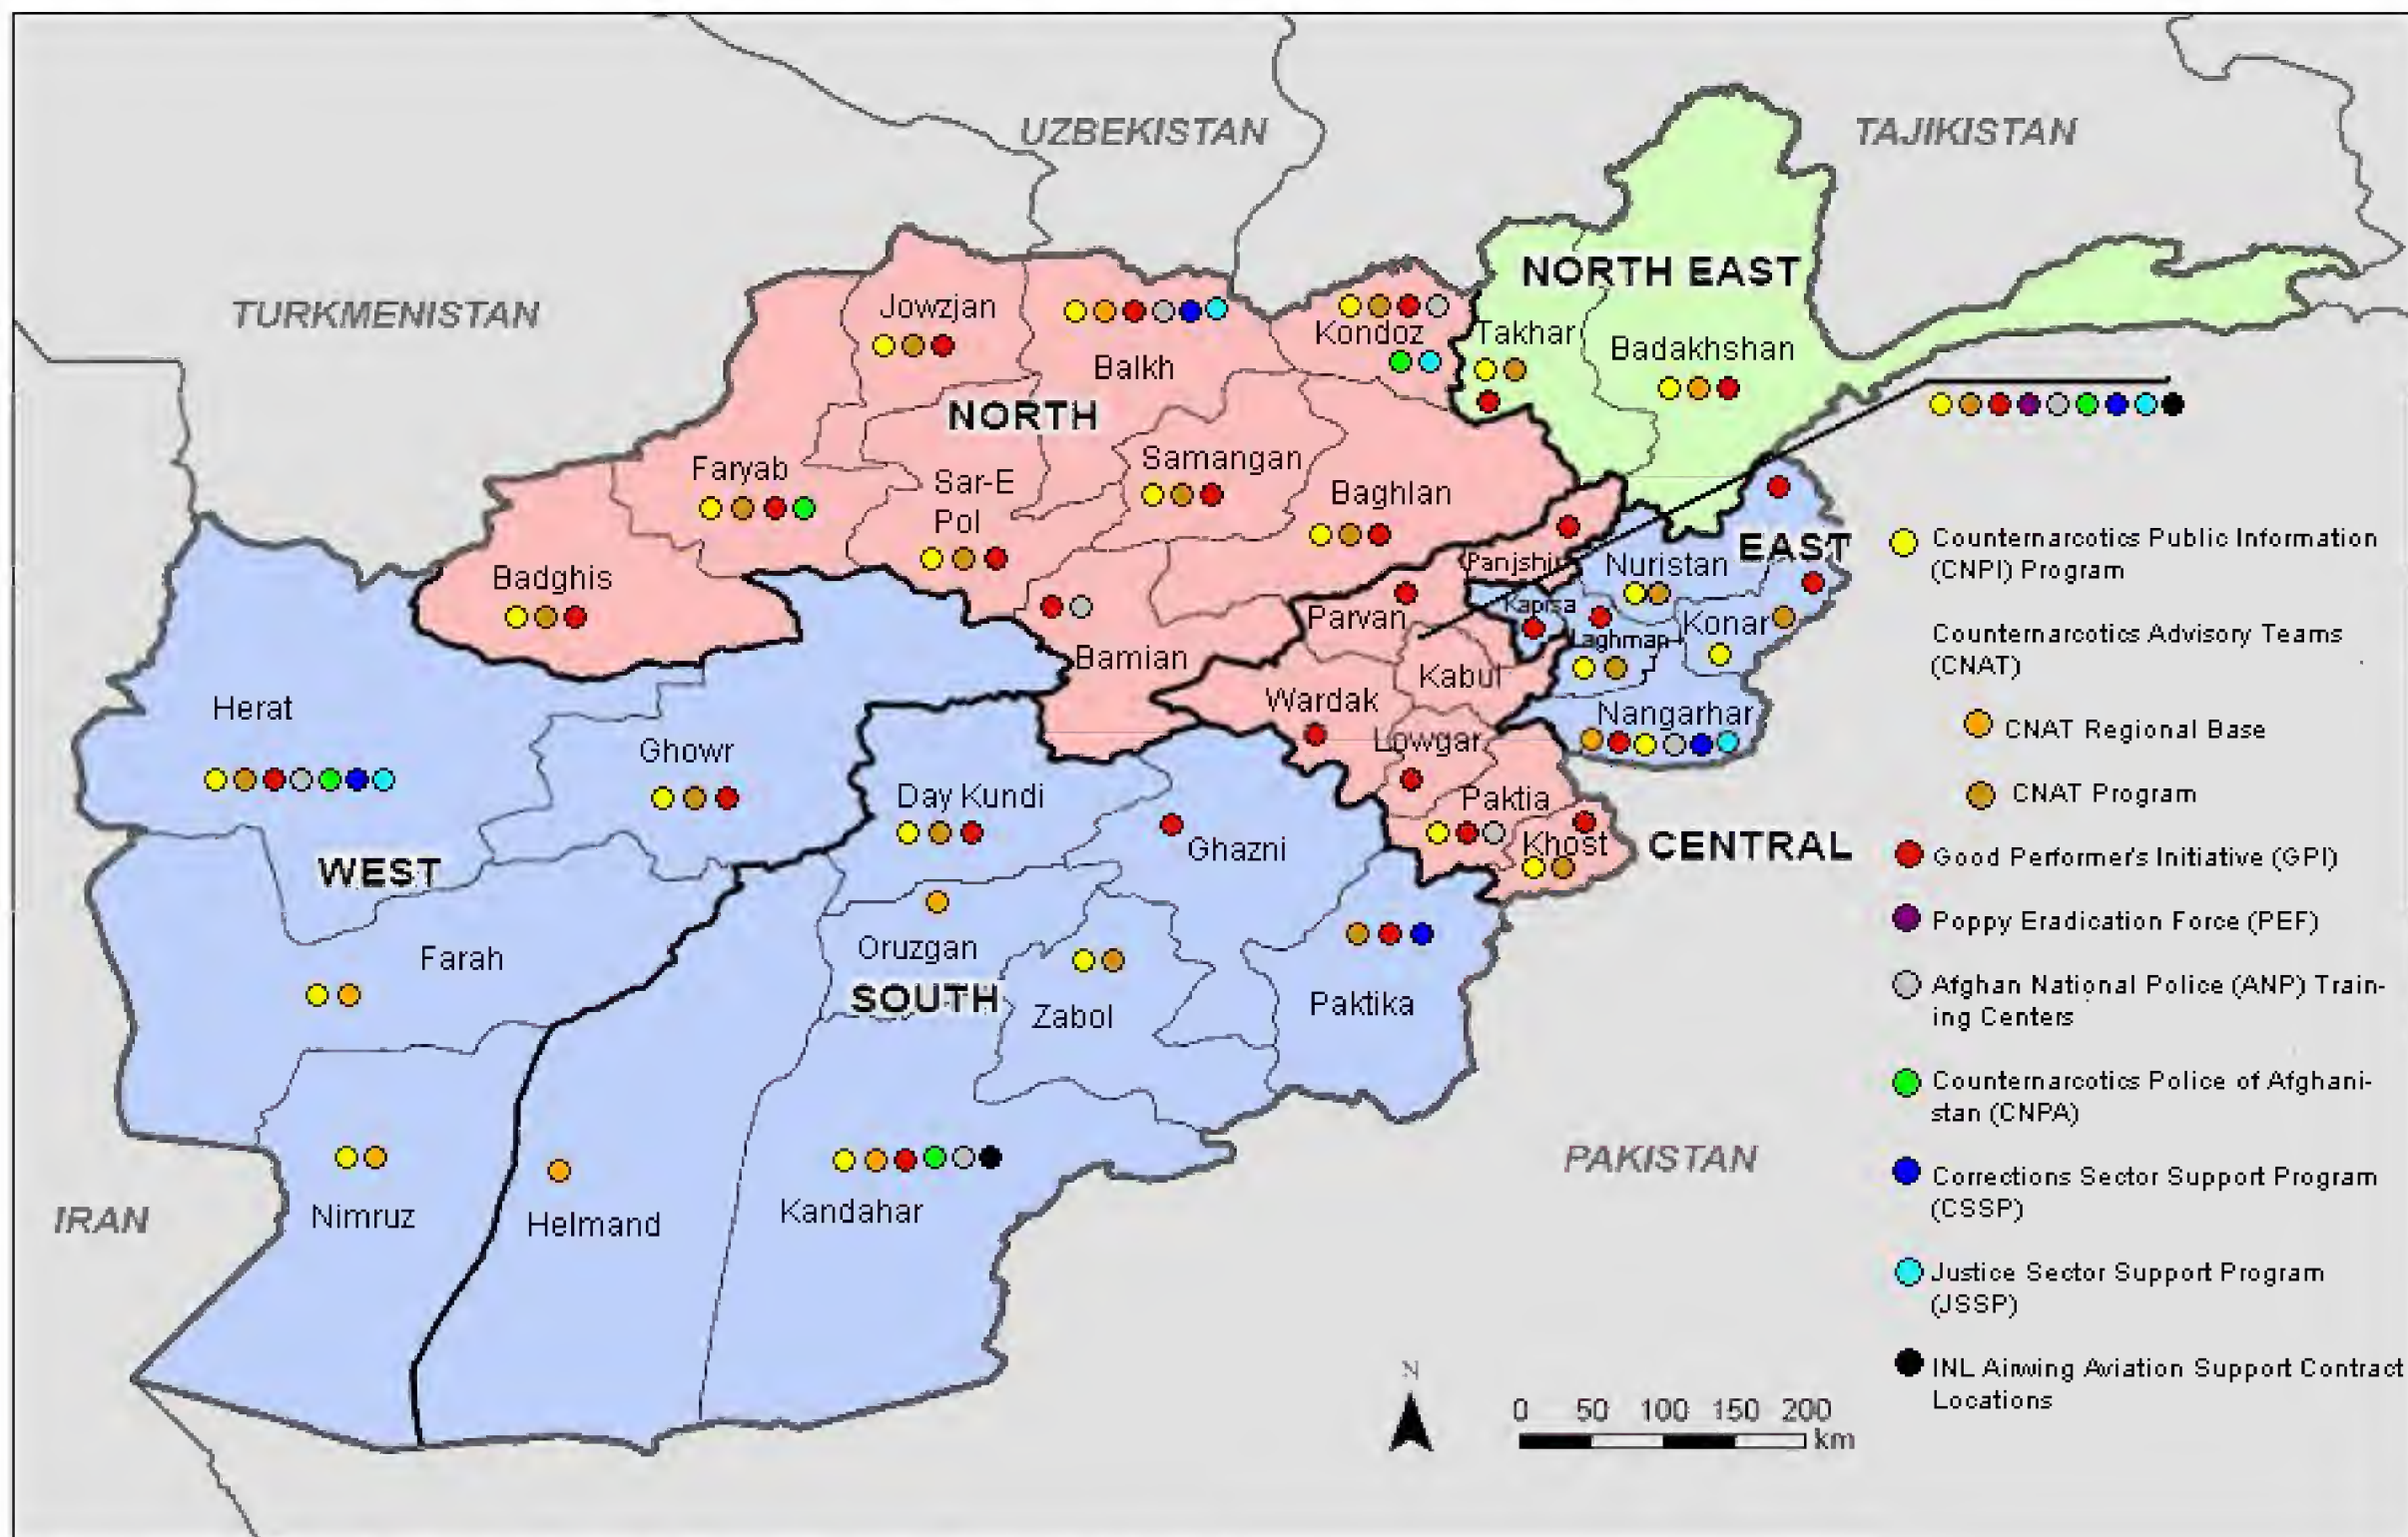 UZBEKISTAN
TAJIKISTAN
TURKMENISTAN
NORTH EAST
Jowzjan
Kondoz
Takhar
Badakhshan
Balkh
NORTH
Faryab
Sar-E
Pol
Samangan
Baghlan
EAST
Panjshir
Nuristan
Badghis
Kapisa
Parvan
Laghman
Konar
Bamian
Kabul
Wardak
Herat
Nangarhar
Ghowr
Lowgar
Day Kundi
Paktia
Ghazni
Khost
CENTRAL
WEST
Farah
Oruzgan
SOUTH
Zabol
Paktika
PAKISTAN
IRAN
Nimruz
Helmand
Kandahar
Counternarcotics Public Information
(CNPI) Program
Counternarcotics Advisory Teams
(CNAT)
CNAT Regional Base
CNAT Program
Good Performer's Initiative (GPI)
Poppy Eradication Force (PEF)
Afghan National Police (ANP) Train-
ing Centers
Counternarcotics Police of Afghani-
stan (CNPA)
Corrections Sector Support Program
(CSSP)
Justice Sector Support Program
(JSSP)
INL Airwing Aviation Support Contract
Locations
N
0 50 100 150 200
km